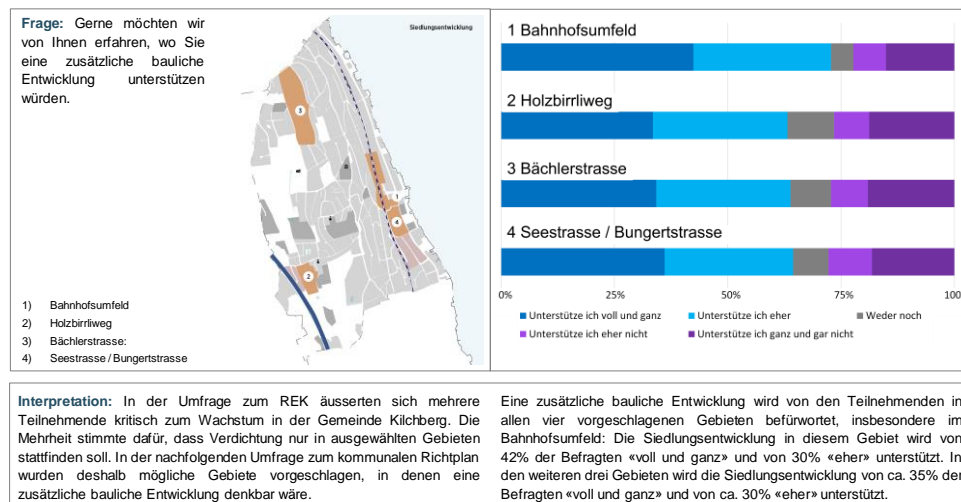 Frage: Gerne möchten wir
von Ihnen erfahren, wo Sie
eine zusätzliche bauliche
Entwicklung unterstützen
würden.
Siedlungsentwicklung
3
1
4
2
1) Bahnhofsumfeld
2) Holzbirrliweg
3) Bächlerstrasse:
4) Seestrasse / Bungertstrasse
1 Bahnhofsumfeld
2 Holzbirrliweg
3 Bächlerstrasse
4 Seestrasse / Bungertstrasse
0% 25% 50% 75% 100%
Unterstütze ich voll und ganz Unterstütze ich eher Weder noch
Unterstütze ich eher nicht Unterstütze ich ganz und gar nicht
Interpretation: In der Umfrage zum REK äusserten sich mehrere
Teilnehmende kritisch zum Wachstum in der Gemeinde Kilchberg. Die
Mehrheit stimmte dafür, dass Verdichtung nur in ausgewählten Gebieten
stattfinden soll. In der nachfolgenden Umfrage zum kommunalen Richtplan
wurden deshalb mögliche Gebiete vorgeschlagen, in denen eine
zusätzliche bauliche Entwicklung denkbar wäre.
Eine zusätzliche bauliche Entwicklung wird von den Teilnehmenden in
allen vier vorgeschlagenen Gebieten befürwortet, insbesondere im
Bahnhofsumfeld: Die Siedlungsentwicklung in diesem Gebiet wird von
42% der Befragten «voll und ganz» und von 30% «eher» unterstützt. In
den weiteren drei Gebieten wird die Siedlungsentwicklung von ca. 35% der
Befragten «voll und ganz» und von ca. 30% «eher» unterstützt.